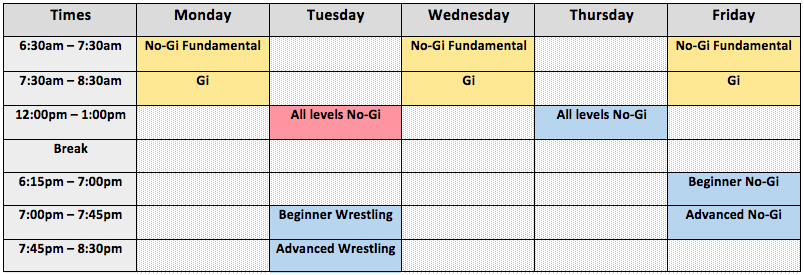 Times Monday Tuesday Wednesday Thursday Friday
6:30am – 7:30am No-Gi Fundamental No-Gi Fundamental No-Gi Fundamental
7:30am – 8:30am Gi Gi Gi
12:00pm – 1:00pm All levels No-Gi All levels No-Gi
Break
6:15pm – 7:00pm Beginner No-Gi
7:00pm – 7:45pm Beginner Wrestling Advanced No-Gi
7:45pm – 8:30pm Advanced Wrestling